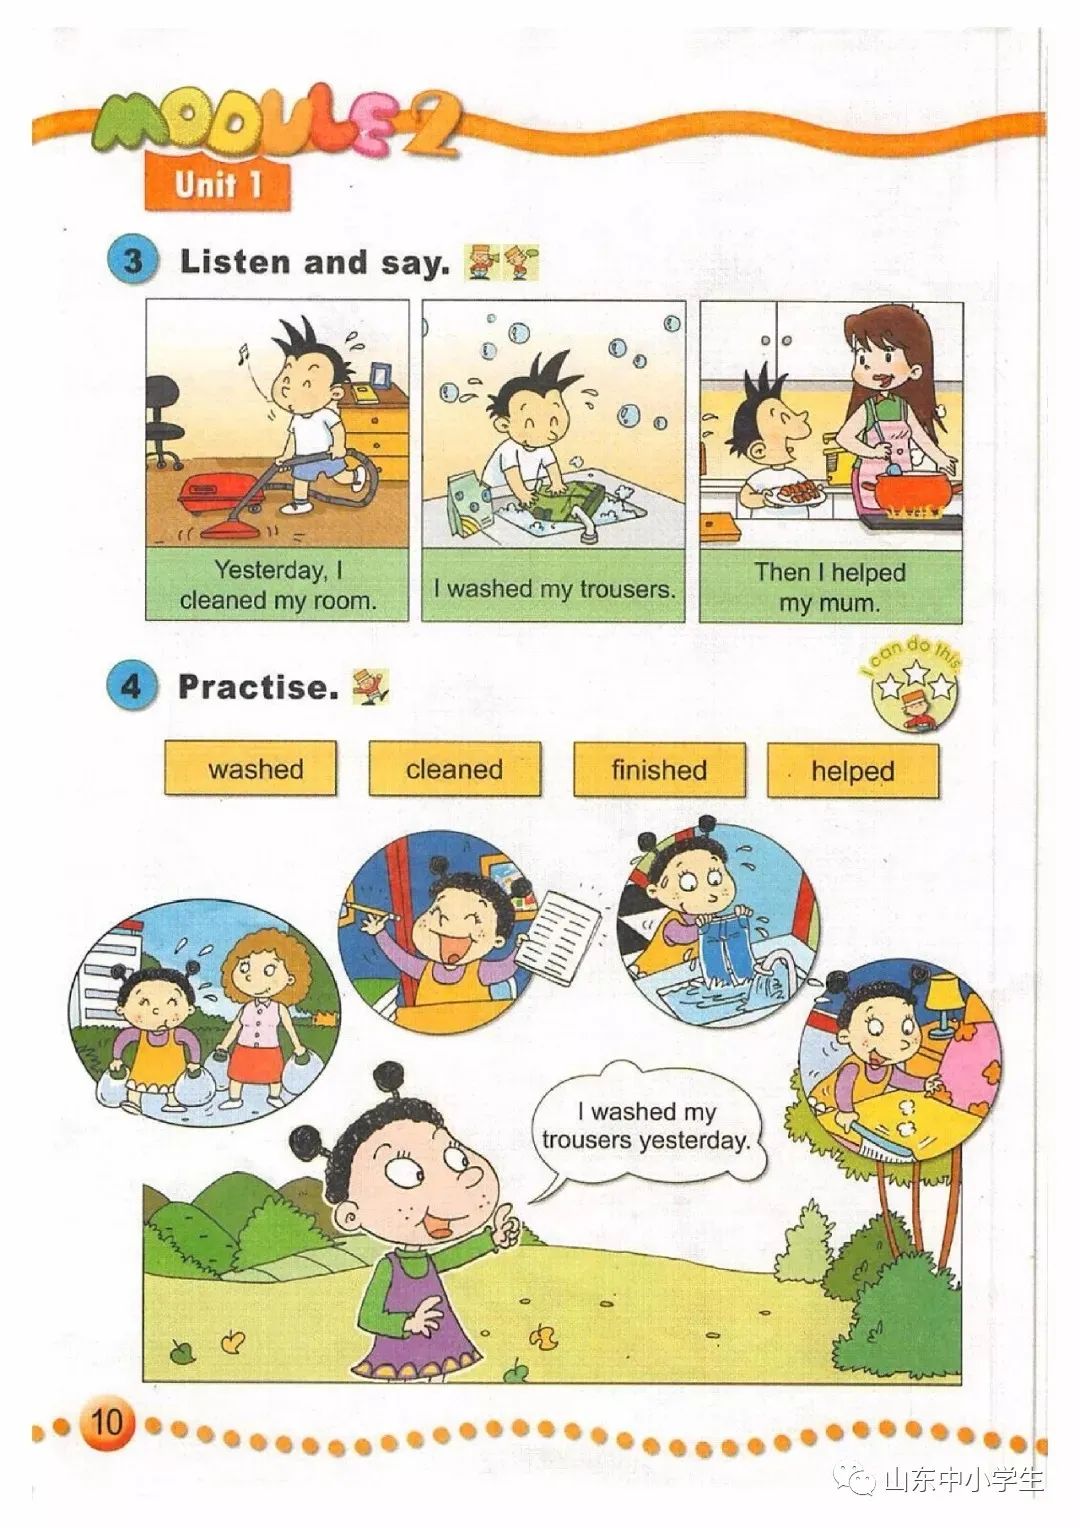 MODULE 2
Unit 1
3 Listen and say.
Yesterday, I
cleaned my room.
I washed my trousers.
Then I helped
my mum.
4 Practise.
I can do this.
washed
cleaned
finished
helped
I washed my
trousers yesterday.
10
山东中小学生